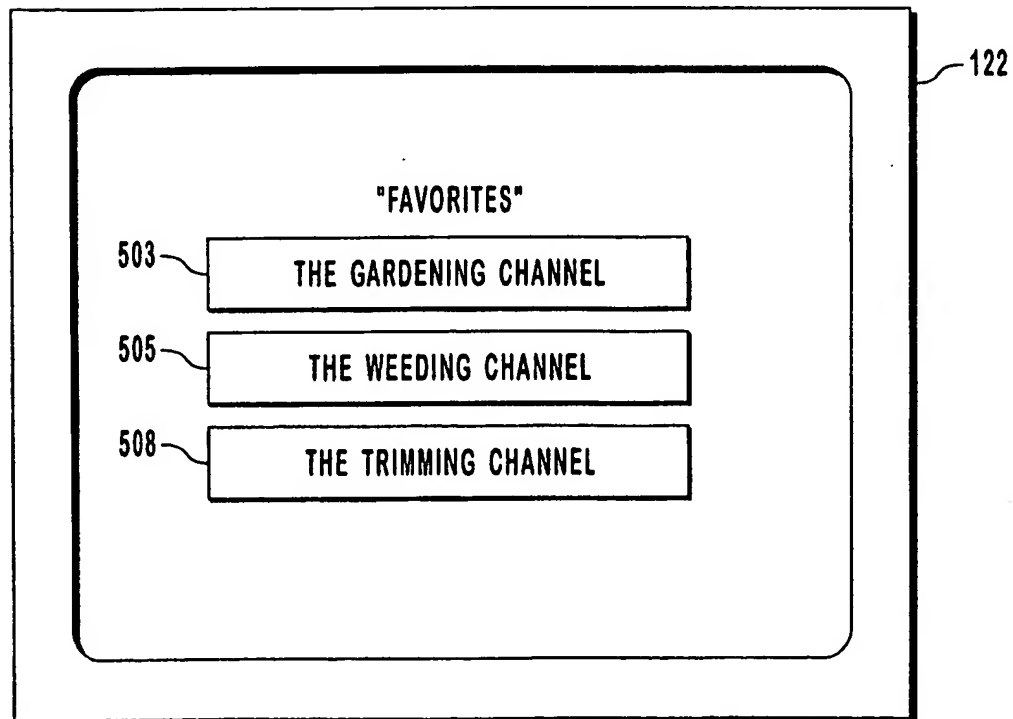 122
"FAVORITES"
503
THE GARDENING CHANNEL
505
THE WEEDING CHANNEL
508
THE TRIMMING CHANNEL